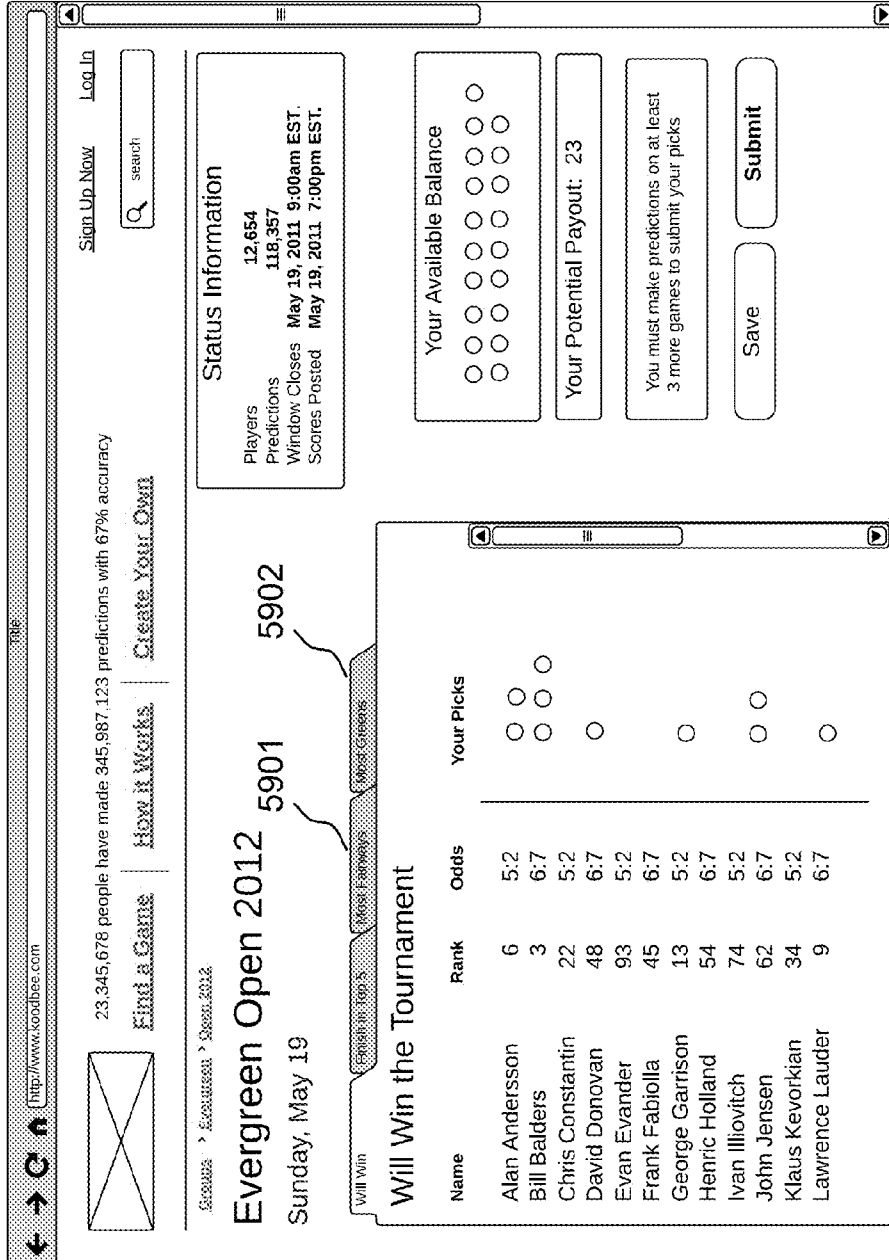 Title
http://www.koodbee.com
23,345,678 people have made 345,987,123 predictions with 67% accuracy
Sign Up Now Log In
Find a Game How it Works Create Your Own
search
Groups > Evergreen > Open 2012
Evergreen Open 2012
Sunday, May 19
5901
5902
Will Win Finish in Top 5 Most Fairways Most Greens
Will Win the Tournament
Name Rank Odds Your Picks
Alan Andersson 6 5:2
Bill Balders 3 6:7
Chris Constantin 22 5:2
David Donovan 48 6:7
Evan Evander 93 5:2
Frank Fabiolla 45 6:7
George Garrison 13 5:2
Henric Holland 54 6:7
Ivan Illiovitch 74 5:2
John Jensen 62 6:7
Klaus Kevorkian 34 5:2
Lawrence Lauder 9 6:7
Status Information
Players 12,654
Predictions 118,357
Window Closes May 19, 2011 9:00am EST.
Scores Posted May 19, 2011 7:00pm EST.
Your Available Balance
Your Potential Payout: 23
You must make predictions on at least
3 more games to submit your picks
Save Submit